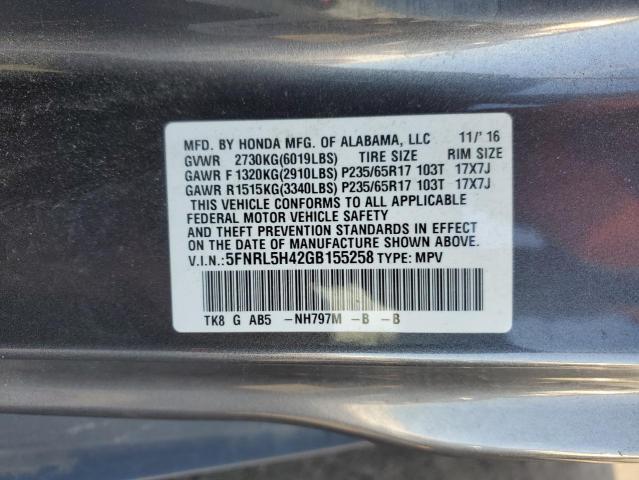 MFD. BY HONDA MFG. OF ALABAMA, LLC 11/'16
GVWR 2730KG(6019LBS) TIRE SIZE RIM SIZE
GAWR F 1320KG(2910LBS) P235/65R17 103T 17X7J
GAWR R1515KG(3340LBS) P235/65R17 103T 17X7J
THIS VEHICLE CONFORMS TO ALL APPLICABLE
FEDERAL MOTOR VEHICLE SAFETY
AND THEFT PREVENTION STANDARDS IN EFFECT
ON THE DATE OF MANUFACTURE SHOWN ABOVE.
V.I.N.:5FNRL5H42GB155258 TYPE: MPV
TK8 G AB5 -NH797M -B -B